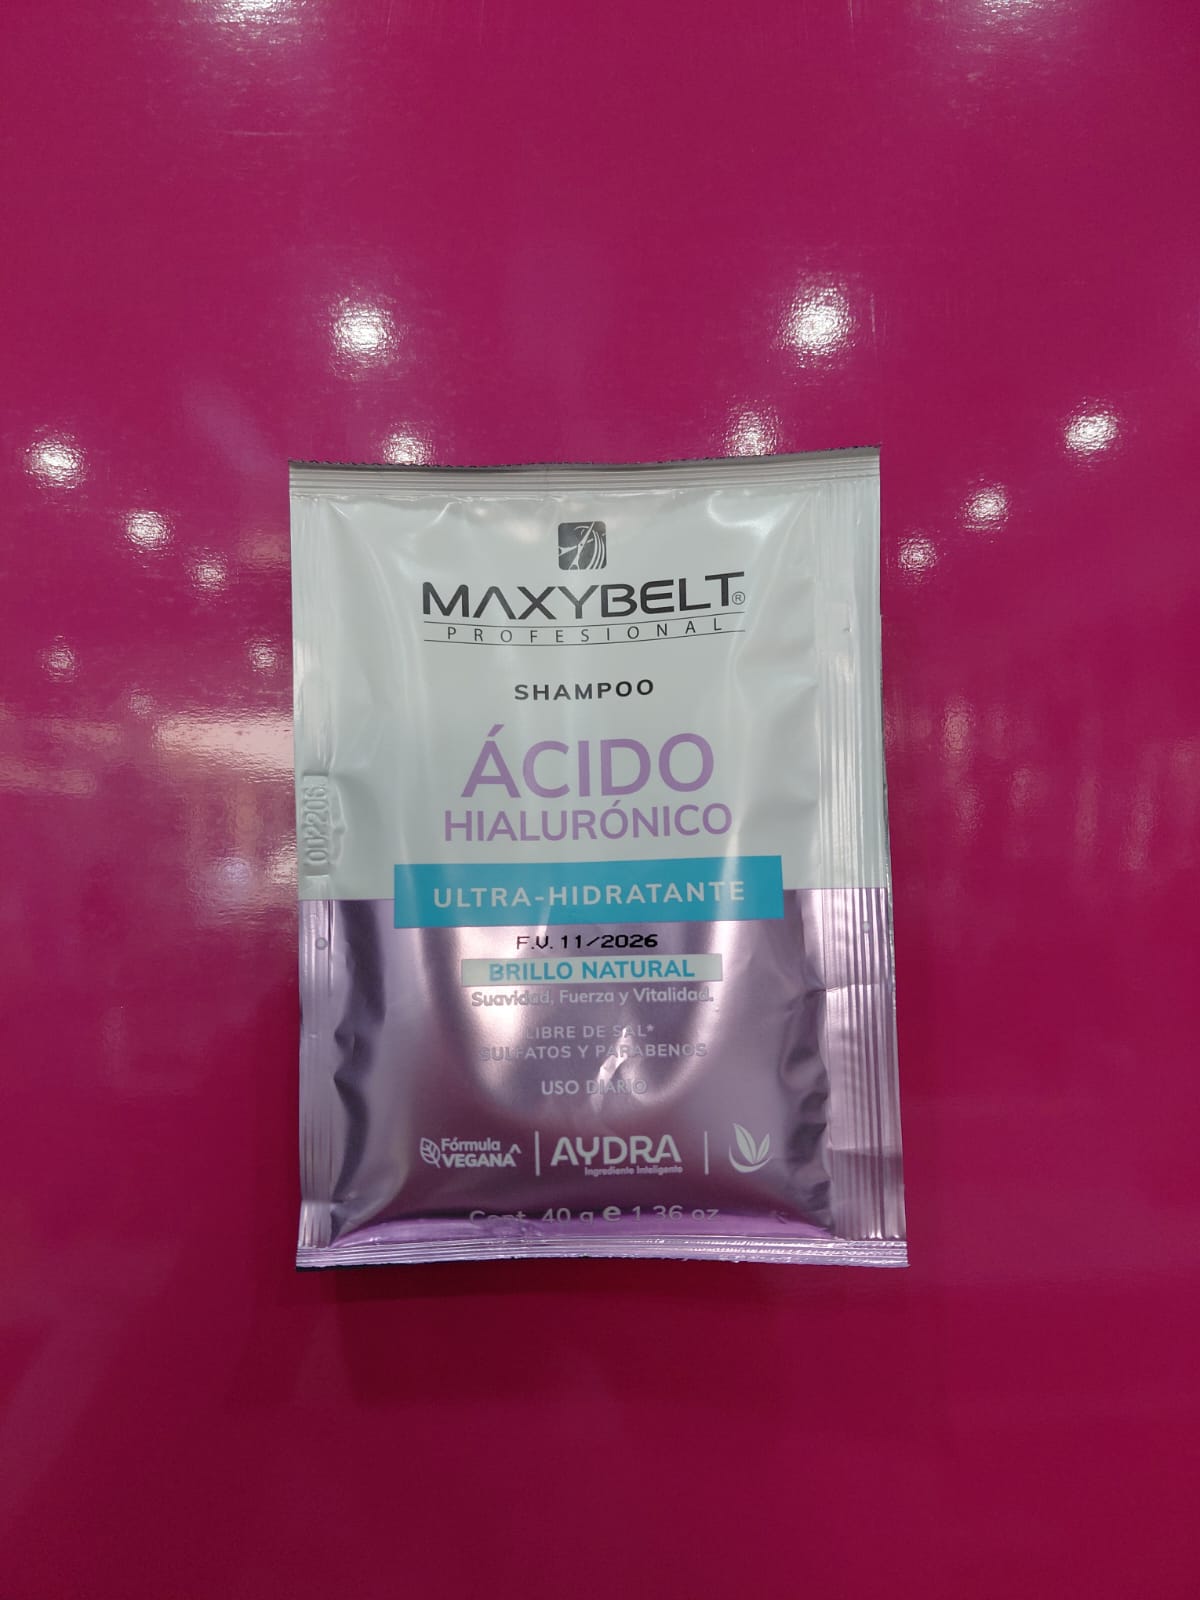 MAXYBELT®
PROFESIONAL
SHAMPOO
ÁCIDO
HIALURÓNICO
ULTRA-HIDRATANTE
F.V. 11/2026
BRILLO NATURAL
Suavidad, Fuerza y Vitalidad.
LIBRE DE SAL*
SULFATOS Y PARABENOS
USO DIARIO
Fórmula
VEGANA^
AYDRA
Ingrediente Inteligente
Cont. 40 g e 1.36 oz